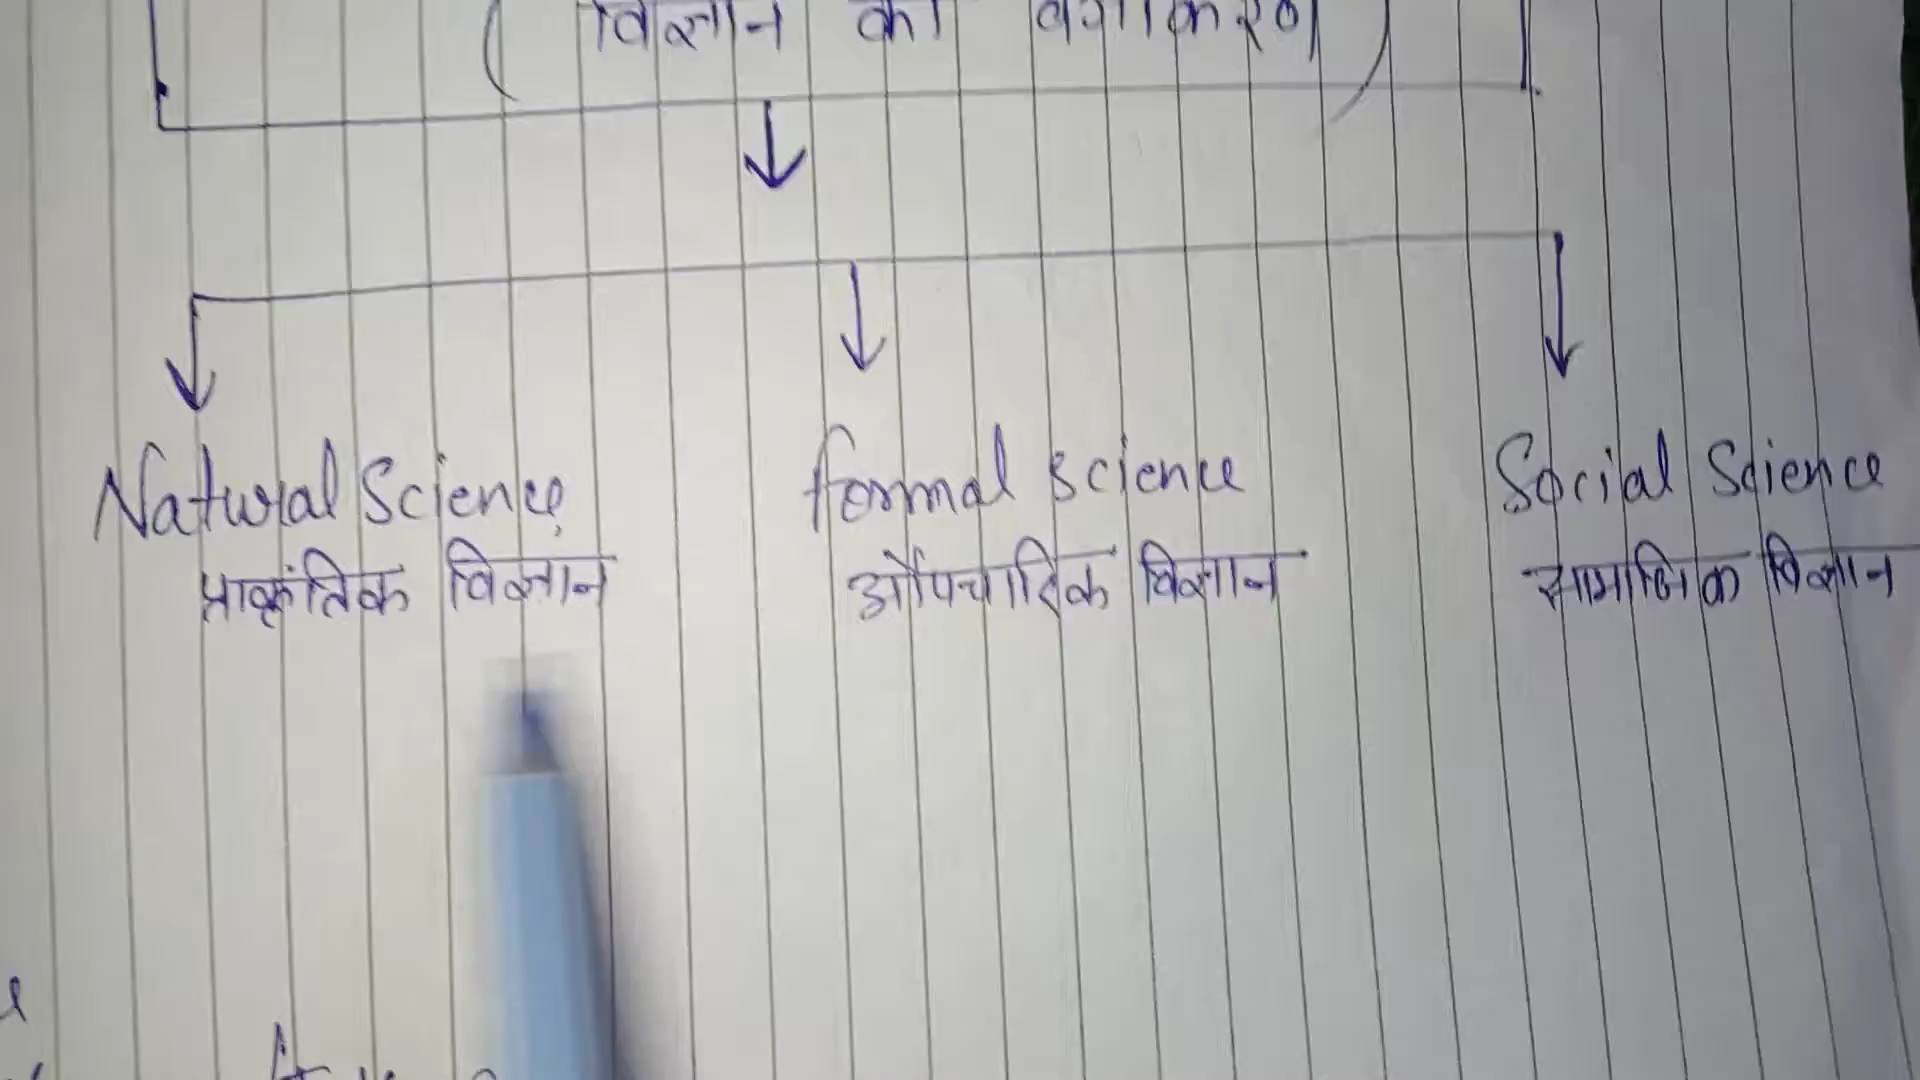 ( विज्ञान का वर्गीकरण )
Natural Science
प्राकृंतिक विज्ञान
formal science
औपचारिक विज्ञान
Social Science
सामाजिक विज्ञान